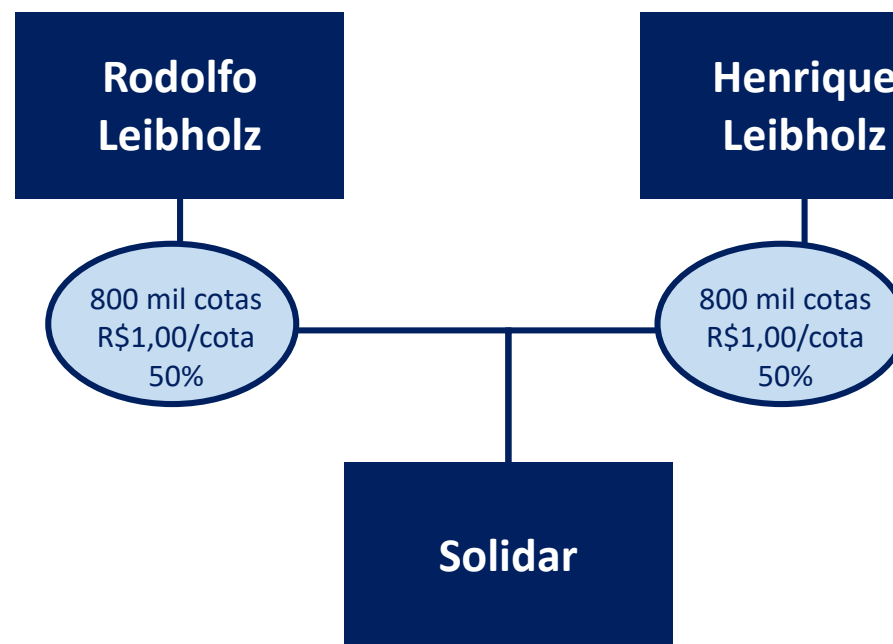 Rodolfo
Leibholz
Henrique
Leibholz
800 mil cotas
R$1,00/cota
50%
800 mil cotas
R$1,00/cota
50%
Solidar